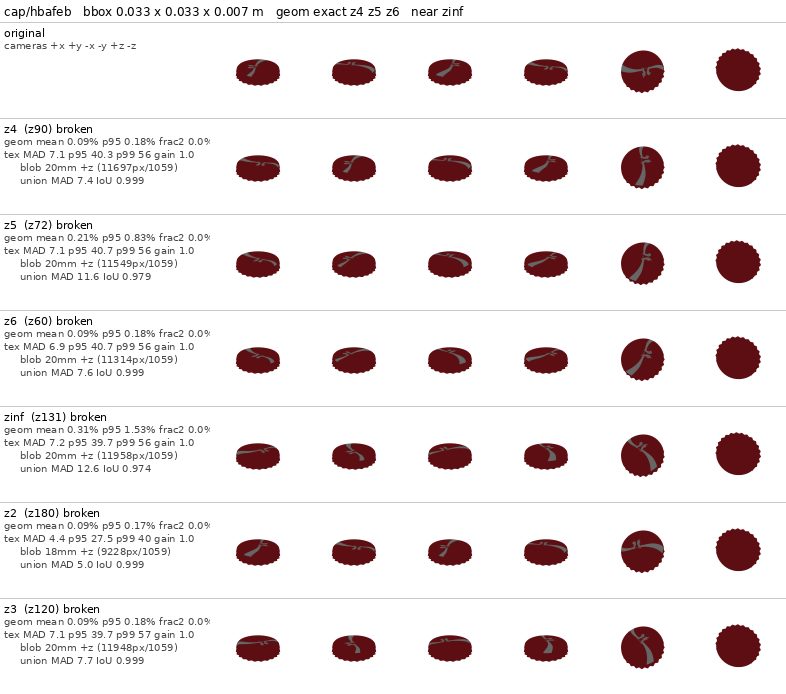 cap/hbafeb   bbox 0.033 x 0.033 x 0.007 m   geom exact z4 z5 z6   near zinf
original
cameras +x +y -x -y +z -z
z4  (z90) broken
geom mean 0.09% p95 0.18% frac2 0.0%
tex MAD 7.1 p95 40.3 p99 56 gain 1.0
blob 20mm +z (11697px/1059)
union MAD 7.4 IoU 0.999
z5  (z72) broken
geom mean 0.21% p95 0.83% frac2 0.0%
tex MAD 7.1 p95 40.7 p99 56 gain 1.0
blob 20mm +z (11549px/1059)
union MAD 11.6 IoU 0.979
z6  (z60) broken
geom mean 0.09% p95 0.18% frac2 0.0%
tex MAD 6.9 p95 40.7 p99 56 gain 1.0
blob 20mm +z (11314px/1059)
union MAD 7.6 IoU 0.999
zinf  (z131) broken
geom mean 0.31% p95 1.53% frac2 0.0%
tex MAD 7.2 p95 39.7 p99 56 gain 1.0
blob 20mm +z (11958px/1059)
union MAD 12.6 IoU 0.974
z2  (z180) broken
geom mean 0.09% p95 0.17% frac2 0.0%
tex MAD 4.4 p95 27.5 p99 40 gain 1.0
blob 18mm +z (9228px/1059)
union MAD 5.0 IoU 0.999
z3  (z120) broken
geom mean 0.09% p95 0.18% frac2 0.0%
tex MAD 7.1 p95 39.7 p99 57 gain 1.0
blob 20mm +z (11948px/1059)
union MAD 7.7 IoU 0.999